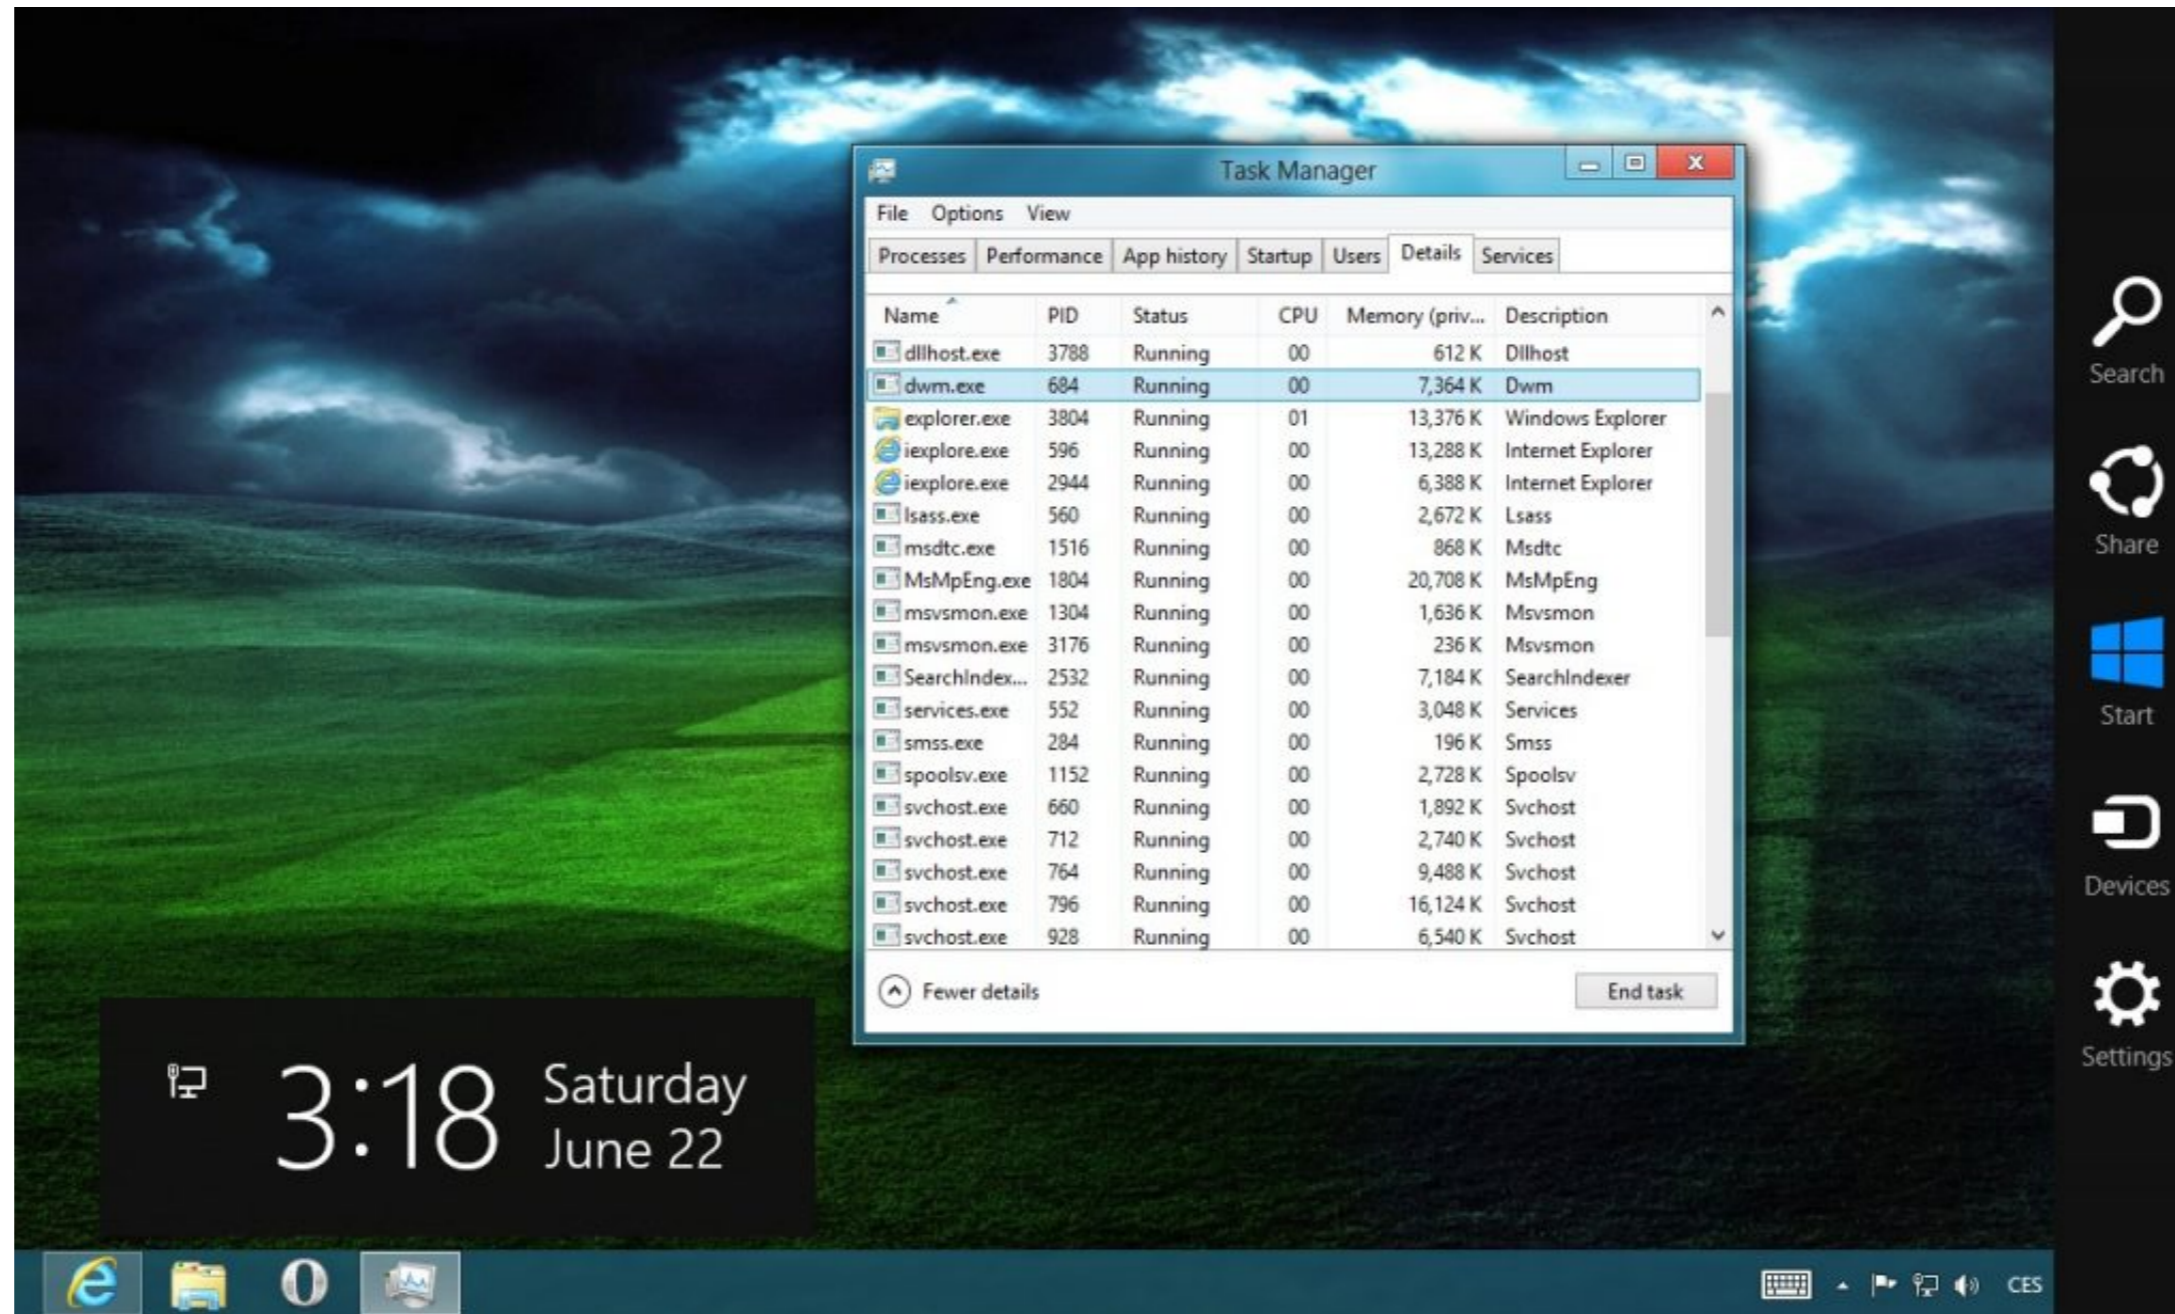 Task Manager
File Options View
Processes Performance App history Startup Users Details Services
Name PID Status CPU Memory (priv... Description
dllhost.exe 3788 Running 00 612 K Dllhost
dwm.exe 684 Running 00 7,364 K Dwm
explorer.exe 3804 Running 01 13,376 K Windows Explorer
iexplore.exe 596 Running 00 13,288 K Internet Explorer
iexplore.exe 2944 Running 00 6,388 K Internet Explorer
lsass.exe 560 Running 00 2,672 K Lsass
msdtc.exe 1516 Running 00 868 K Msdtc
MsMpEng.exe 1804 Running 00 20,708 K MsMpEng
msvsmon.exe 1304 Running 00 1,636 K Msvsmon
msvsmon.exe 3176 Running 00 236 K Msvsmon
SearchIndex... 2532 Running 00 7,184 K SearchIndexer
services.exe 552 Running 00 3,048 K Services
smss.exe 284 Running 00 196 K Smss
spoolsv.exe 1152 Running 00 2,728 K Spoolsv
svchost.exe 660 Running 00 1,892 K Svchost
svchost.exe 712 Running 00 2,740 K Svchost
svchost.exe 764 Running 00 9,488 K Svchost
svchost.exe 796 Running 00 16,124 K Svchost
svchost.exe 928 Running 00 6,540 K Svchost
Fewer details End task
Search
Share
Start
Devices
Settings
3:18
Saturday
June 22
CES